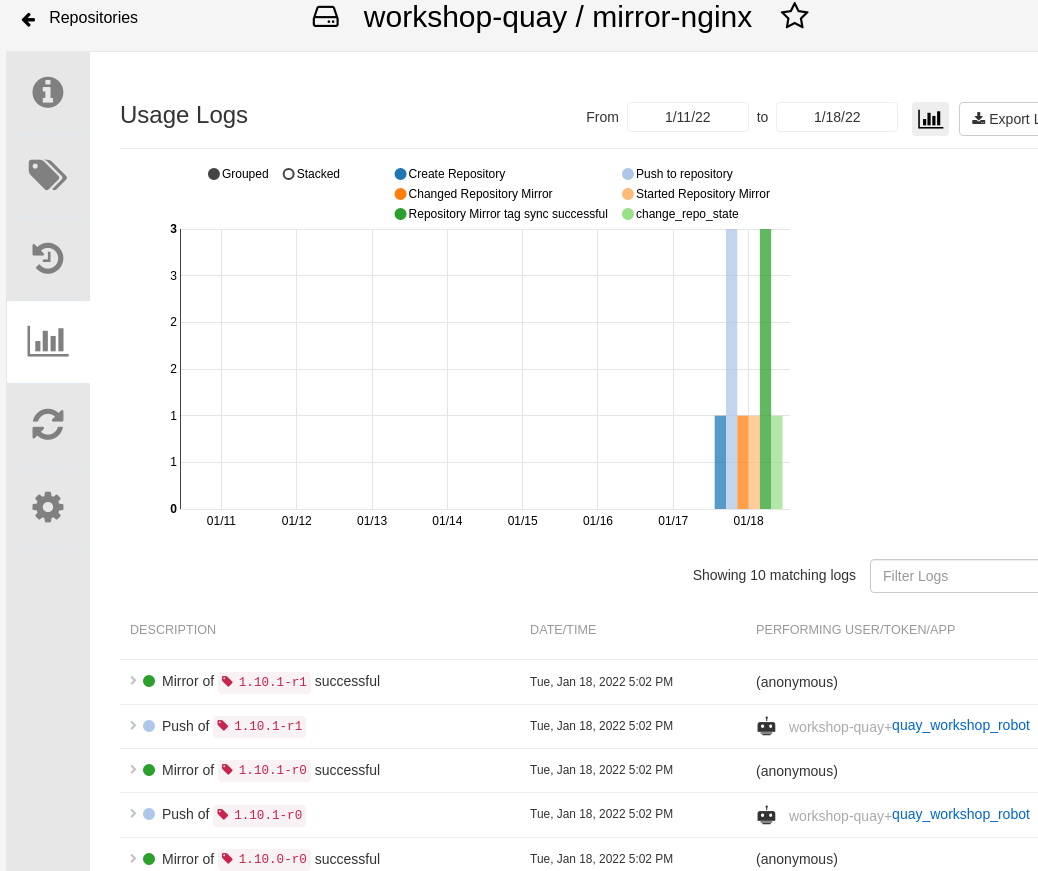 Repositories
workshop-quay / mirror-nginx
Usage Logs
From 1/11/22 to 1/18/22
Export L
Grouped Stacked Create Repository Push to repository
Changed Repository Mirror Started Repository Mirror
Repository Mirror tag sync successful change_repo_state
3
3
2
2
1
1
0
01/11 01/12 01/13 01/14 01/15 01/16 01/17 01/18
Showing 10 matching logs Filter Logs
DESCRIPTION DATE/TIME PERFORMING USER/TOKEN/APP
Mirror of 1.10.1-r1 successful Tue, Jan 18, 2022 5:02 PM (anonymous)
Push of 1.10.1-r1 Tue, Jan 18, 2022 5:02 PM workshop-quay+quay_workshop_robot
Mirror of 1.10.1-r0 successful Tue, Jan 18, 2022 5:02 PM (anonymous)
Push of 1.10.1-r0 Tue, Jan 18, 2022 5:02 PM workshop-quay+quay_workshop_robot
Mirror of 1.10.0-r0 successful Tue, Jan 18, 2022 5:02 PM (anonymous)